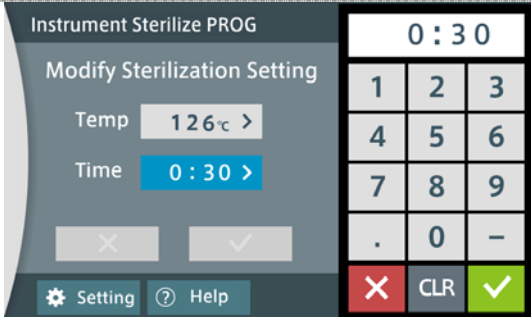 Instrument Sterilize PROG
Modify Sterilization Setting
Temp 126℃ >
Time 0:30 >
Setting ? Help
0:30
1 2 3
4 5 6
7 8 9
. 0 –
CLR